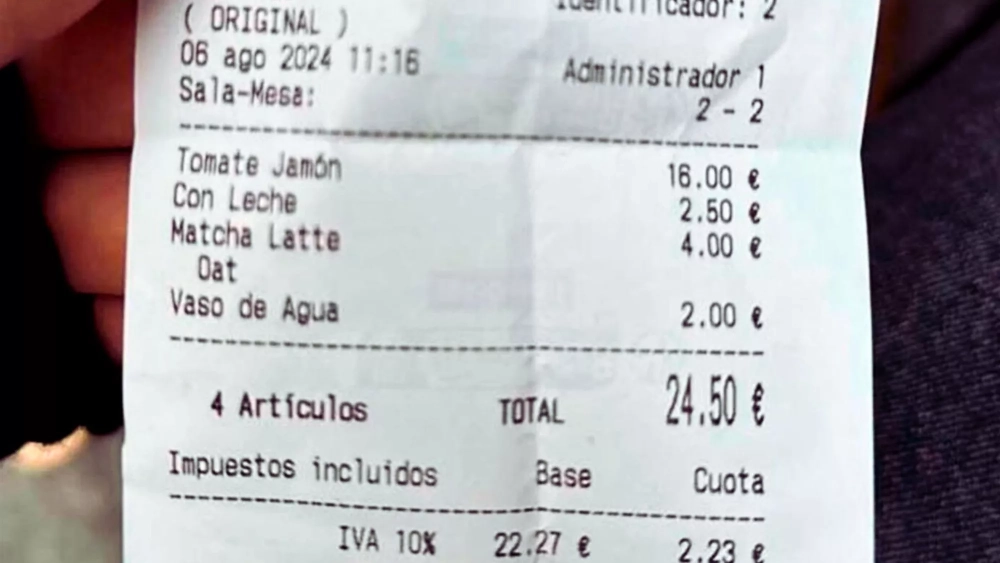 ( ORIGINAL )
Identificador: 2
06 ago 2024 11:16
Administrador 1
Sala-Mesa:
2 - 2
Tomate Jamón 16.00 €
Con Leche 2.50 €
Matcha Latte 4.00 €
Oat
Vaso de Agua 2.00 €
4 Artículos TOTAL 24.50 €
Impuestos incluidos Base Cuota
IVA 10% 22.27 € 2.23 €